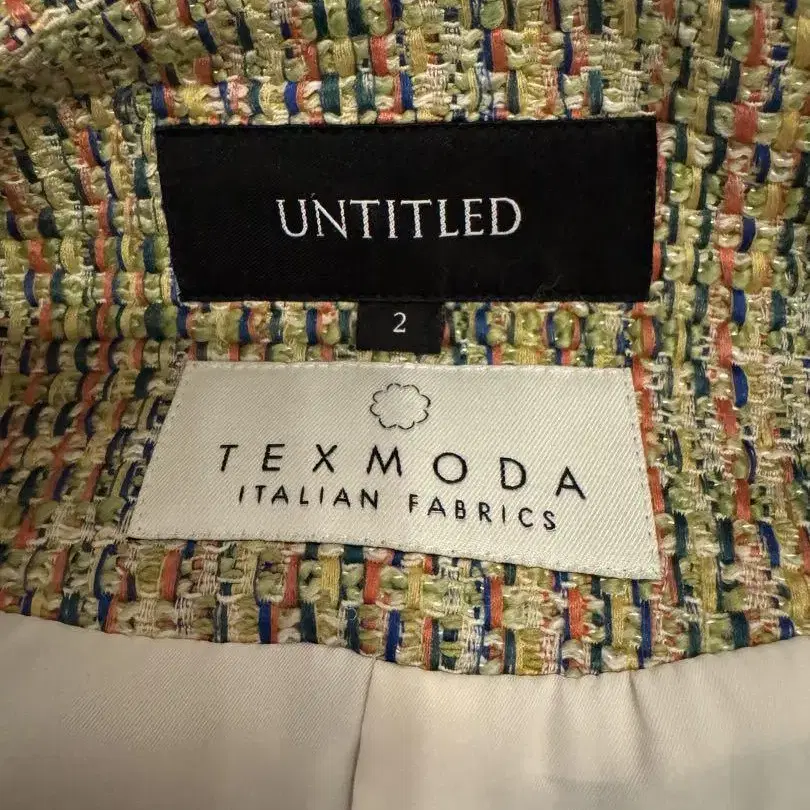 UNTITLED
2
TEXMODA
ITALIAN FABRICS